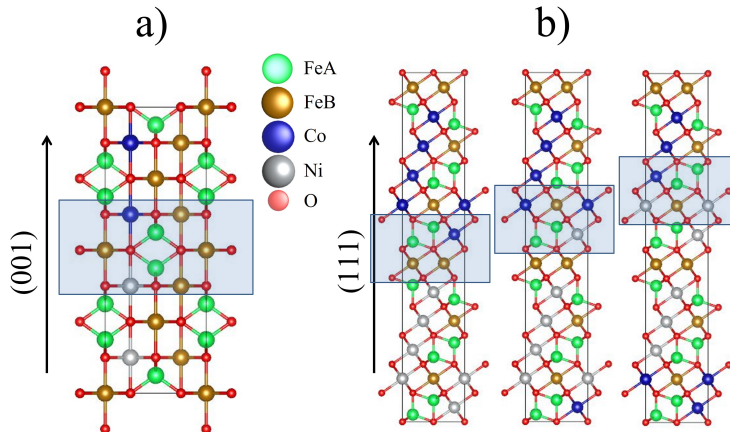 a)
b)
FeA
FeB
Co
Ni
O
(001)
(111)